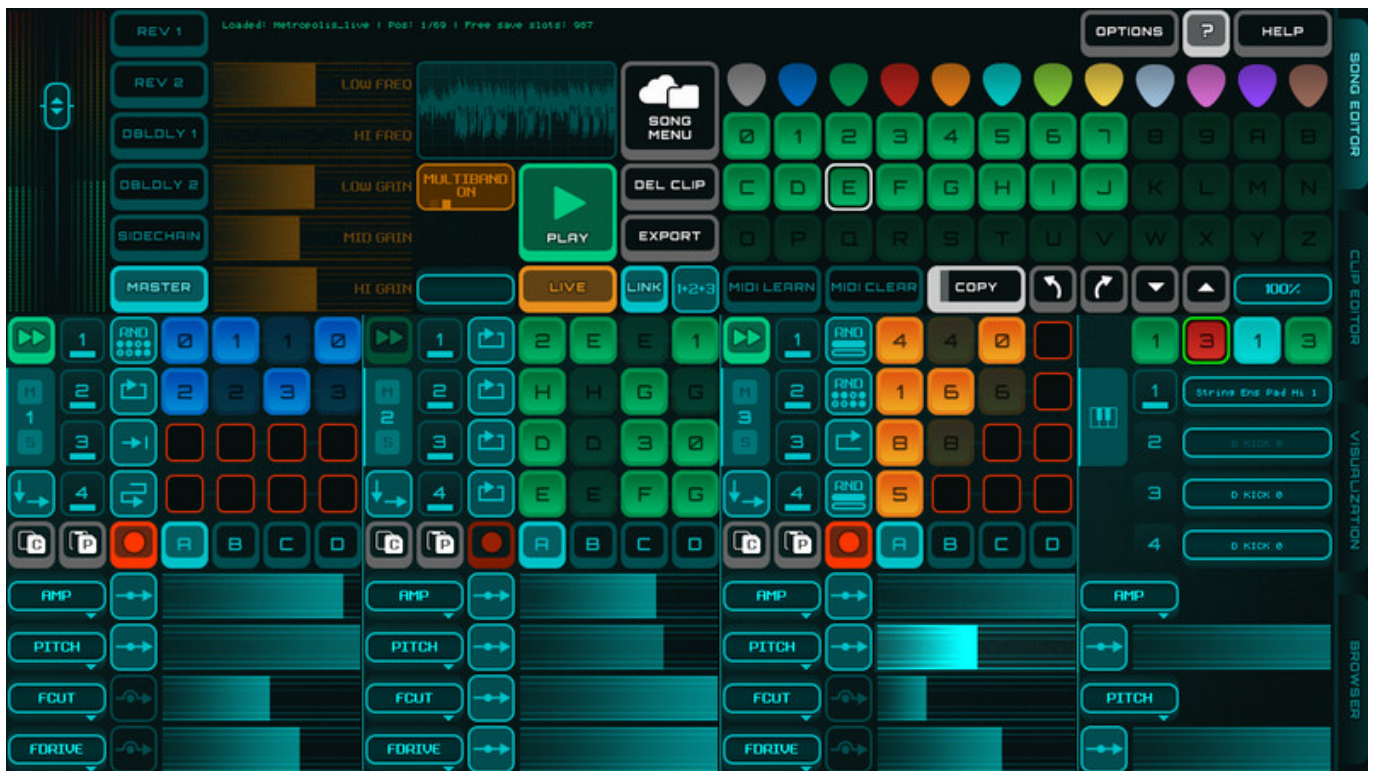 REV 1
Loaded: Metropolis_live | Pos: 1/69 | Free save slots: 987
OPTIONS
?
HELP
REV 2
LOW FREQ
SONG MENU
DBLDLY 1
HI FREQ
0 1 2 3 4 5 6 7 8 9 A B
DBLDLY 2
LOW GAIN
MULTIBAND ON
DEL CLIP
C D E F G H I J K L M N
SIDECHAIN
MID GAIN
PLAY
EXPORT
O P Q R S T U V W X Y Z
MASTER
HI GAIN
LIVE
LINK
1+2+3
MIDI LEARN
MIDI CLEAR
COPY
100%
SONG EDITOR
CLIP EDITOR
VISUALIZATION
BROWSER
1 RND 0 1 1 0
M 1 S
2 2 2 3 3
3
4
C P A B C D
1 2 E E 1
M 2 S
2 H H G G
3 D D 3 0
4 E E F G
C P A B C D
1 RND 4 4 0
M 3 S
2 RND 1 6 6
3 8 8
4 RND 5
C P A B C D
1 3 1 3
1 String Ens Pad Hi 1
2 D KICK 0
3 D KICK 0
4 D KICK 0
AMP
AMP
AMP
AMP
PITCH
PITCH
PITCH
FCUT
FCUT
FCUT
PITCH
FDRIVE
FDRIVE
FDRIVE